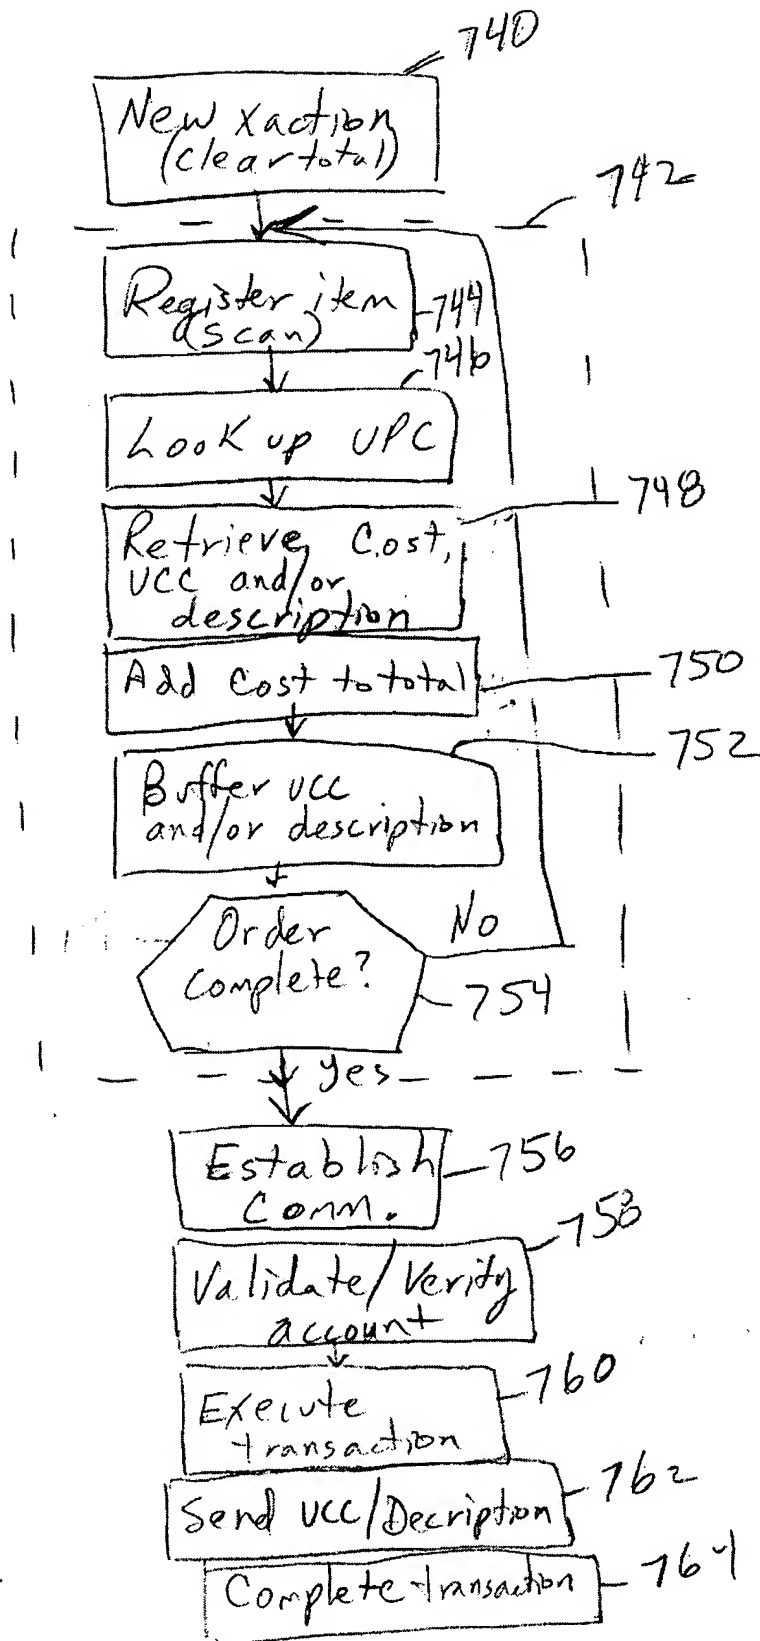 740
New xaction
(clear total)
742
Register item
(scan)
744
746
Look up UPC
748
Retrieve Cost,
UCC and/or
description
Add cost to total
750
752
Buffer UCC
and/or description
Order
complete?
No
754
Yes
Establish
Comm.
756
758
Validate/Verify
account
760
Execute
transaction
762
Send UCC/Decription
Complete transaction
764